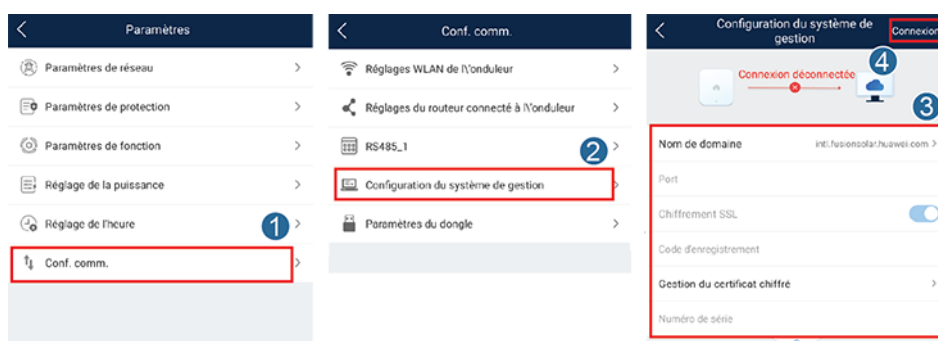 Paramètres
Paramètres de réseau
Paramètres de protection
Paramètres de fonction
Réglage de la puissance
Réglage de l'heure
1
Conf. comm.
Conf. comm.
Réglages WLAN de l\'onduleur
Réglages du routeur connecté à l\'onduleur
RS485_1
2
Configuration du système de gestion
Paramètres du dongle
Configuration du système de
gestion
Connexion
4
Connexion déconnectée
3
Nom de domaine intl.fusionsolar.huawei.com
Port
Chiffrement SSL
Code d'enregistrement
Gestion du certificat chiffré
Numéro de série